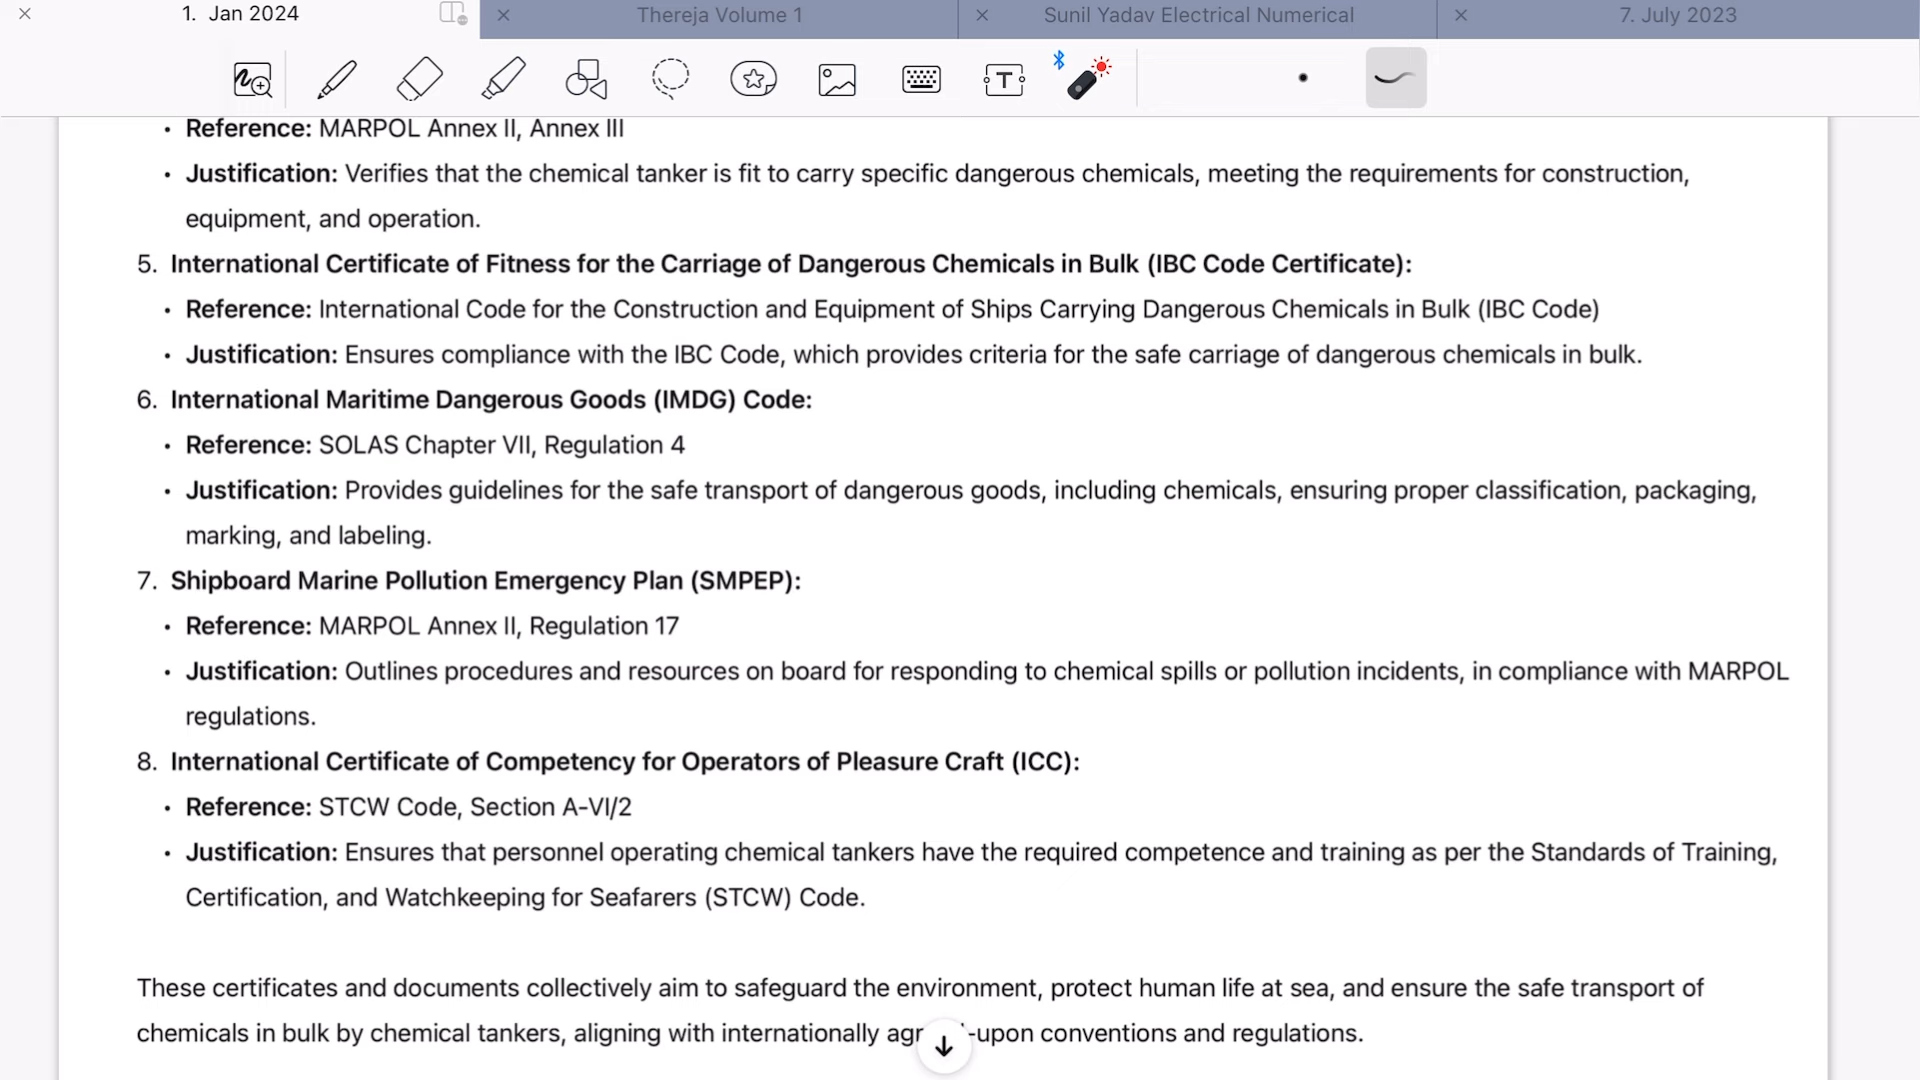 1. Jan 2024
Thereja Volume 1
Sunil Yadav Electrical Numerical
7. July 2023
T
• Reference: MARPOL Annex II, Annex III
• Justification: Verifies that the chemical tanker is fit to carry specific dangerous chemicals, meeting the requirements for construction,
equipment, and operation.
5. International Certificate of Fitness for the Carriage of Dangerous Chemicals in Bulk (IBC Code Certificate):
• Reference: International Code for the Construction and Equipment of Ships Carrying Dangerous Chemicals in Bulk (IBC Code)
• Justification: Ensures compliance with the IBC Code, which provides criteria for the safe carriage of dangerous chemicals in bulk.
6. International Maritime Dangerous Goods (IMDG) Code:
• Reference: SOLAS Chapter VII, Regulation 4
• Justification: Provides guidelines for the safe transport of dangerous goods, including chemicals, ensuring proper classification, packaging,
marking, and labeling.
7. Shipboard Marine Pollution Emergency Plan (SMPEP):
• Reference: MARPOL Annex II, Regulation 17
• Justification: Outlines procedures and resources on board for responding to chemical spills or pollution incidents, in compliance with MARPOL
regulations.
8. International Certificate of Competency for Operators of Pleasure Craft (ICC):
• Reference: STCW Code, Section A-VI/2
• Justification: Ensures that personnel operating chemical tankers have the required competence and training as per the Standards of Training,
Certification, and Watchkeeping for Seafarers (STCW) Code.
These certificates and documents collectively aim to safeguard the environment, protect human life at sea, and ensure the safe transport of
chemicals in bulk by chemical tankers, aligning with internationally -upon conventions and regulations.